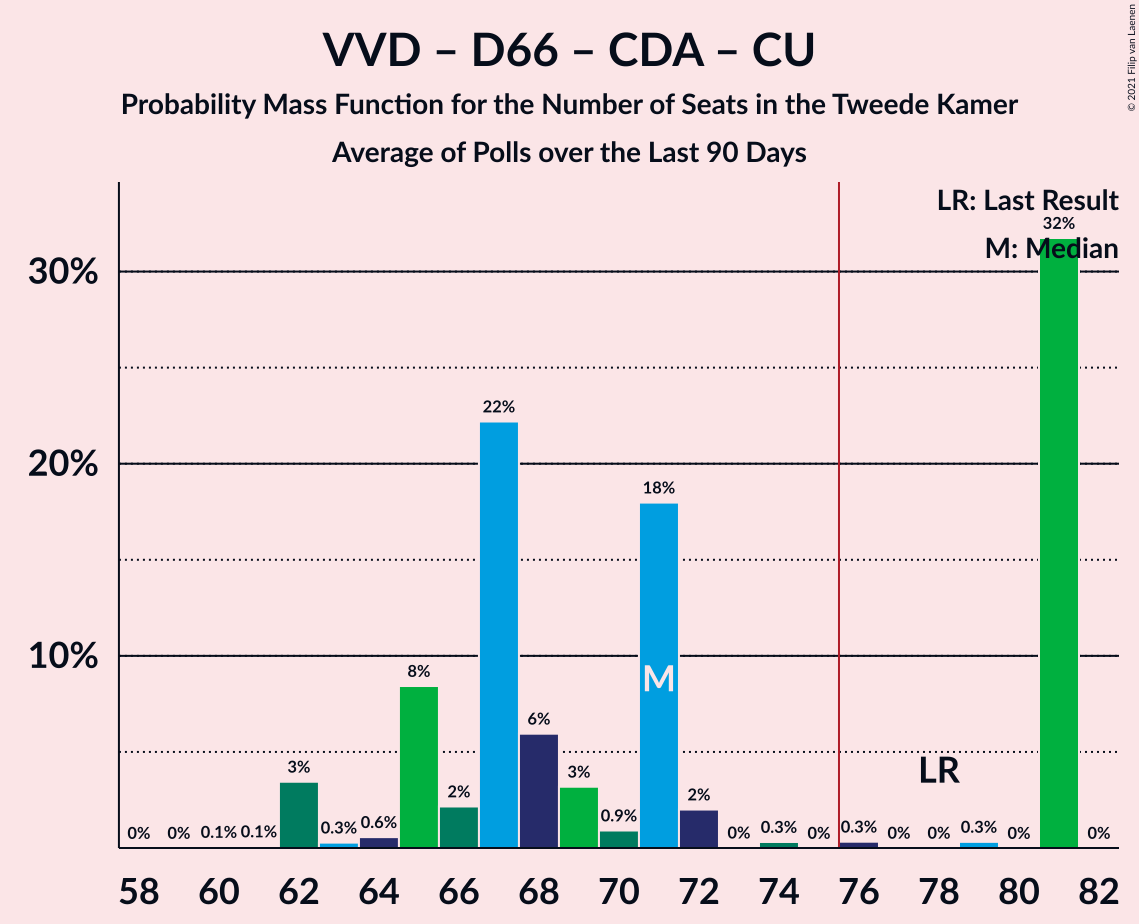 VVD – D66 – CDA – CU
Probability Mass Function for the Number of Seats in the Tweede Kamer
Average of Polls over the Last 90 Days
© 2021 Filip van Laenen
LR: Last Result
M: Median
30%
20%
10%
0% 0% 0.1% 0.1% 3% 0.3% 0.6% 8% 2% 22% 6% 3% 0.9% 18% 2% 0% 0.3% 0% 0.3% 0% 0% 0.3% 0% 32% 0%
M
LR
58 60 62 64 66 68 70 72 74 76 78 80 82